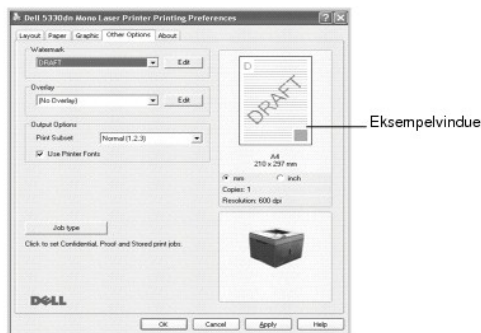 Dell 5330dn Mono Laser Printer Printing Preferences
Layout Paper Graphic Other Options About
Watermark
DRAFT Edit
Overlay
(No Overlay) Edit
Output Options
Print Subset Normal (1,2,3)
Use Printer Fonts
Job type
Click to set Confidential, Proof and Stored print jobs.
DELL
D
DRAFT
A4
210 x 297 mm
mm inch
Copies: 1
Resolution: 600 dpi
OK Cancel Apply Help
Eksempelvindue